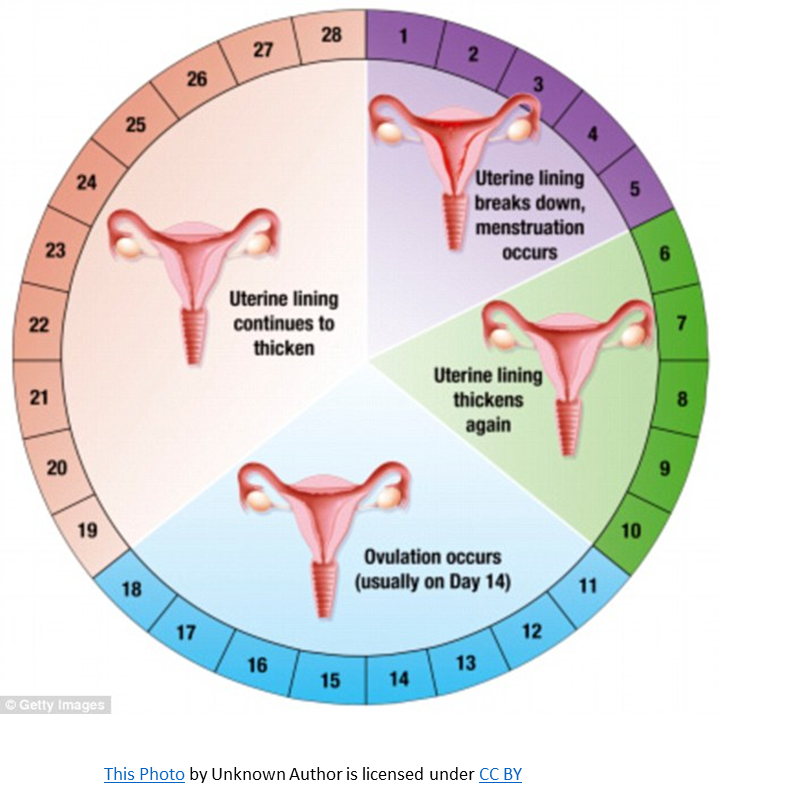 1
2
3
4
5
6
7
8
9
10
11
12
13
14
15
16
17
18
19
20
21
22
23
24
25
26
27
28
Uterine lining
breaks down,
menstruation
occurs
Uterine lining
thickens
again
Ovulation occurs
(usually on Day 14)
Uterine lining
continues to
thicken
© Getty Images
This Photo by Unknown Author is licensed under CC BY